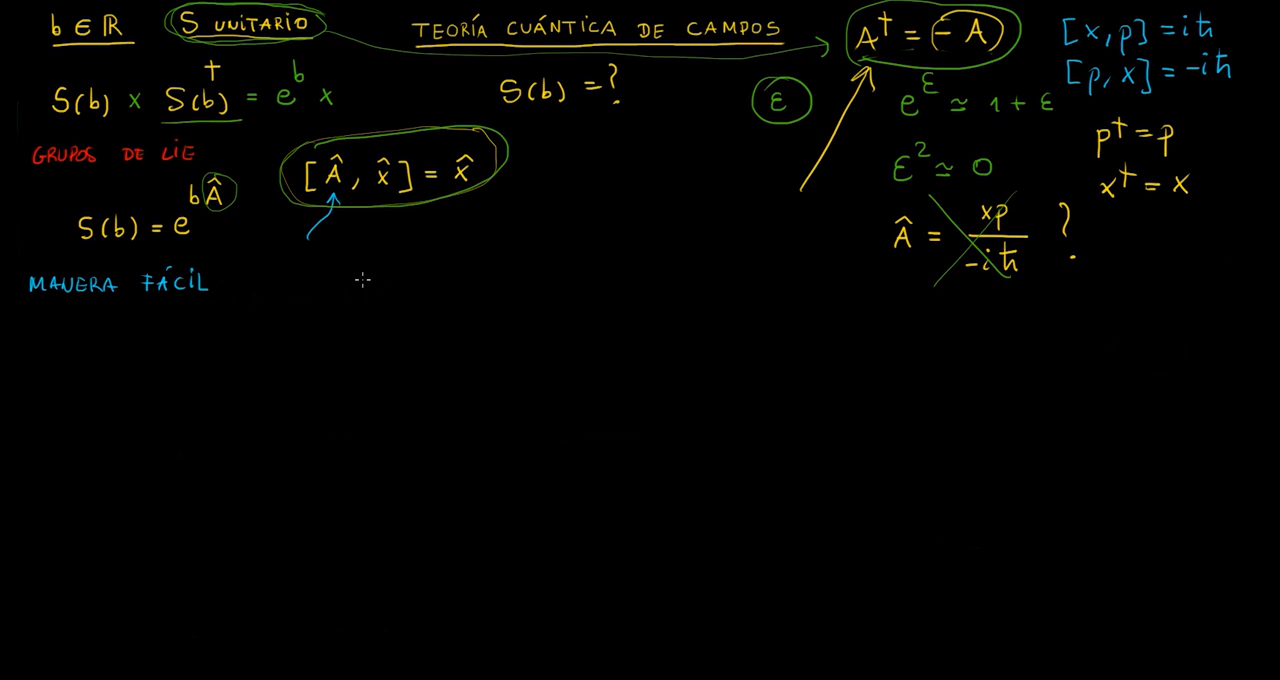 b ∈ ℝ   S UNITARIO   TEORÍA CUÁNTICA DE CAMPOS   A† = - A   [x,p] = iħ
[p,x] = -iħ
S(b) x S(b)† = e^b x   S(b) = ?   ε   e^ε ≃ 1 + ε
p† = p
GRUPOS DE LIE   [Â, x̂] = x̂   ε² ≃ 0   x† = x
S(b) = e^{bÂ}   Â = xp / -iħ ?
MANERA FÁCIL